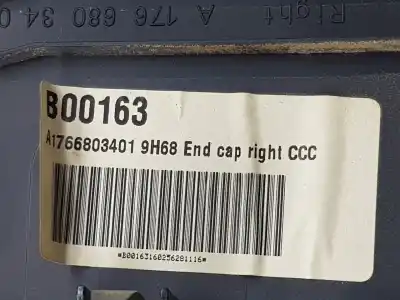 Right A 176 680 34 0
B00163
A1766803401 9H68 End cap right CCC
*B00163160256281116*